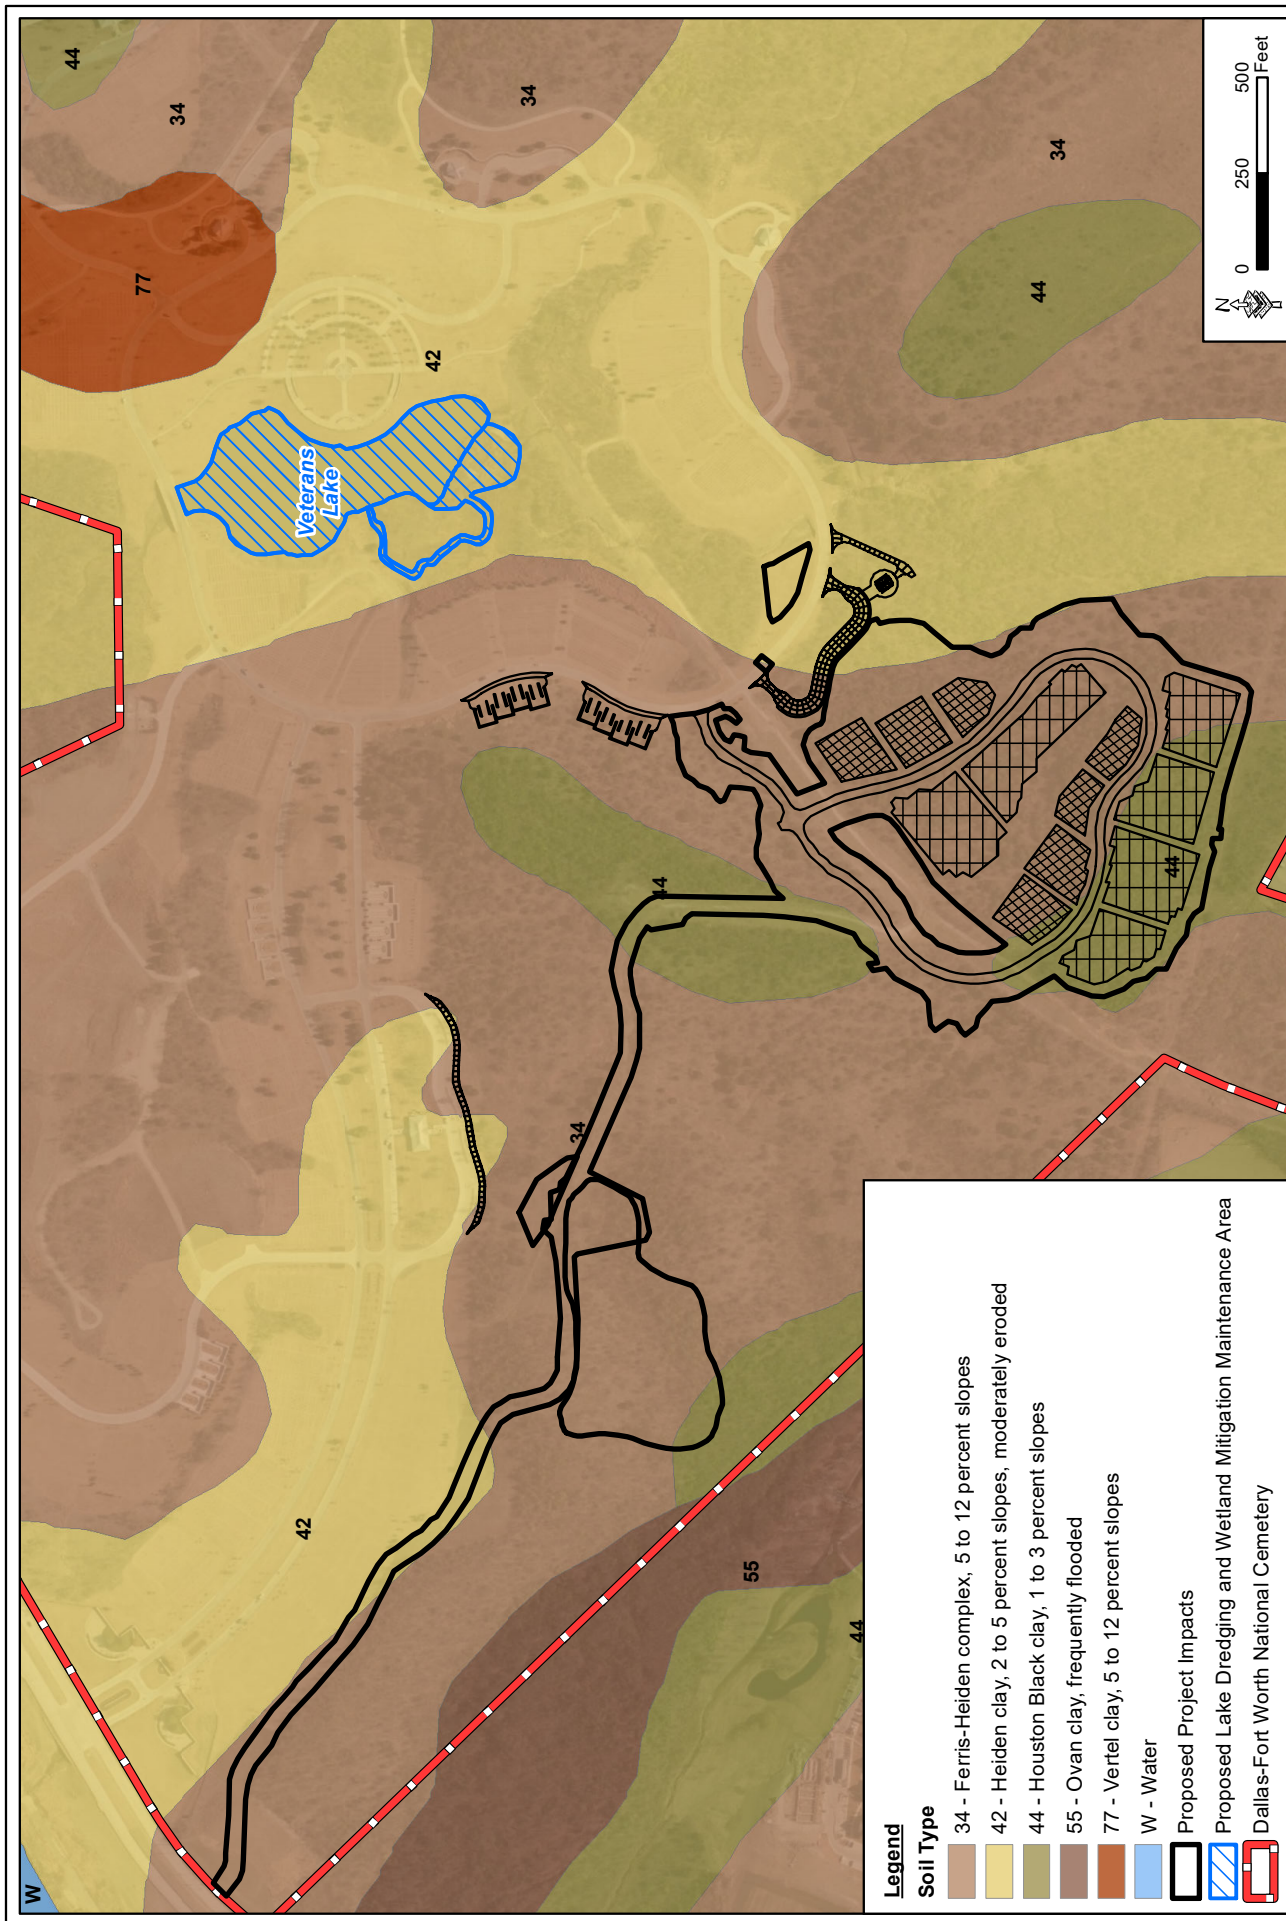 W
44
77
34
42
Veterans
Lake
42
34
34
44
55
44
44
34
44
Legend
Soil Type
34 - Ferris-Heiden complex, 5 to 12 percent slopes
42 - Heiden clay, 2 to 5 percent slopes, moderately eroded
44 - Houston Black clay, 1 to 3 percent slopes
55 - Ovan clay, frequently flooded
77 - Vertel clay, 5 to 12 percent slopes
W - Water
Proposed Project Impacts
Proposed Lake Dredging and Wetland Mitigation Maintenance Area
Dallas-Fort Worth National Cemetery
N
0 250 500
Feet